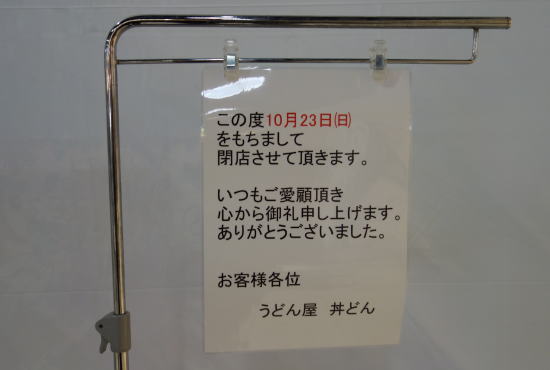 この度10月23日㈰
をもちまして
閉店させて頂きます。
いつもご愛顧頂き
心から御礼申し上げます。
ありがとうございました。
お客様各位
うどん屋 丼どん